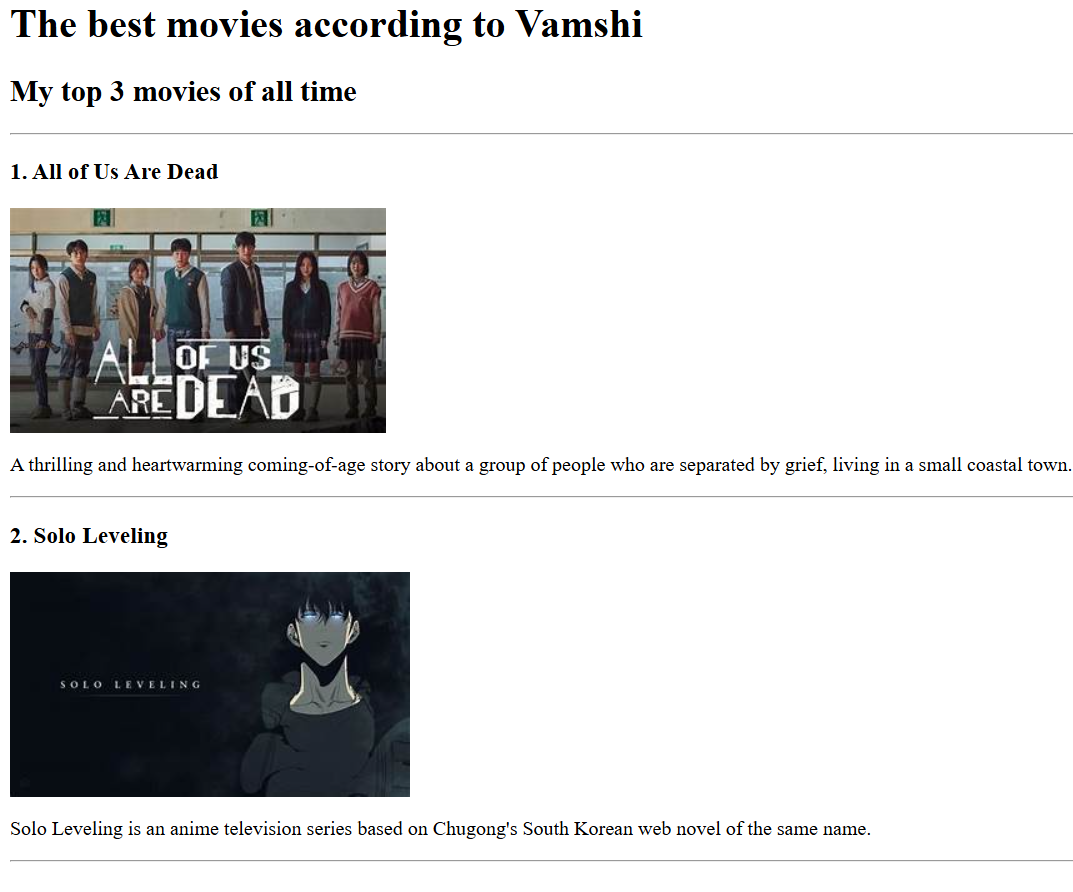 The best movies according to Vamshi
My top 3 movies of all time
1. All of Us Are Dead
ALL OF US
ARE DEAD
A thrilling and heartwarming coming-of-age story about a group of people who are separated by grief, living in a small coastal town.
2. Solo Leveling
SOLO LEVELING
Solo Leveling is an anime television series based on Chugong's South Korean web novel of the same name.